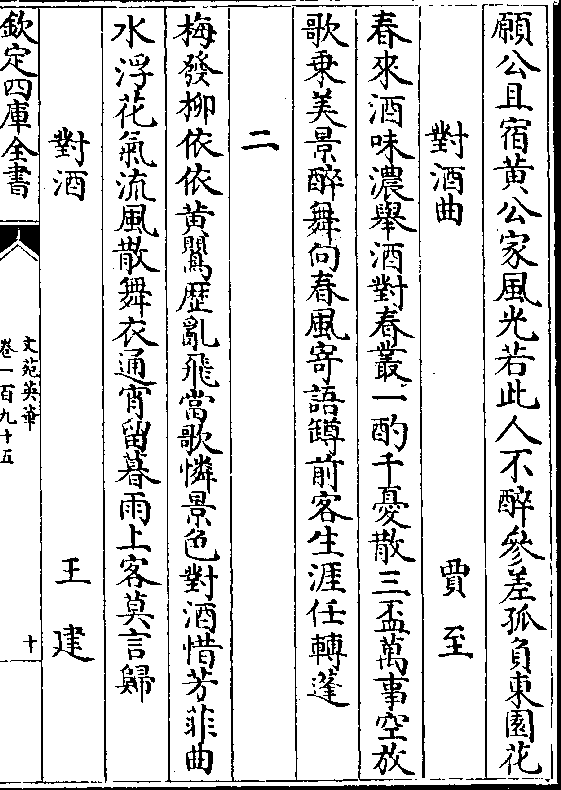 願公且宿黄公家風光若此人不醉參差孤負東園花
對酒曲　賈至
春來酒味濃舉酒對春叢一酌千憂散三盃萬事空放
歌乗美景醉舞向春風寄語罇前客生涯任轉蓬
二
梅發栁依依黄鸎歴亂飛當歌憐景色對酒惜芳菲曲
水浮花氣流風散舞衣通宵留暮雨上客莫言歸
對酒　王建
欽定四庫全書
文苑英華
卷一百九十五
十